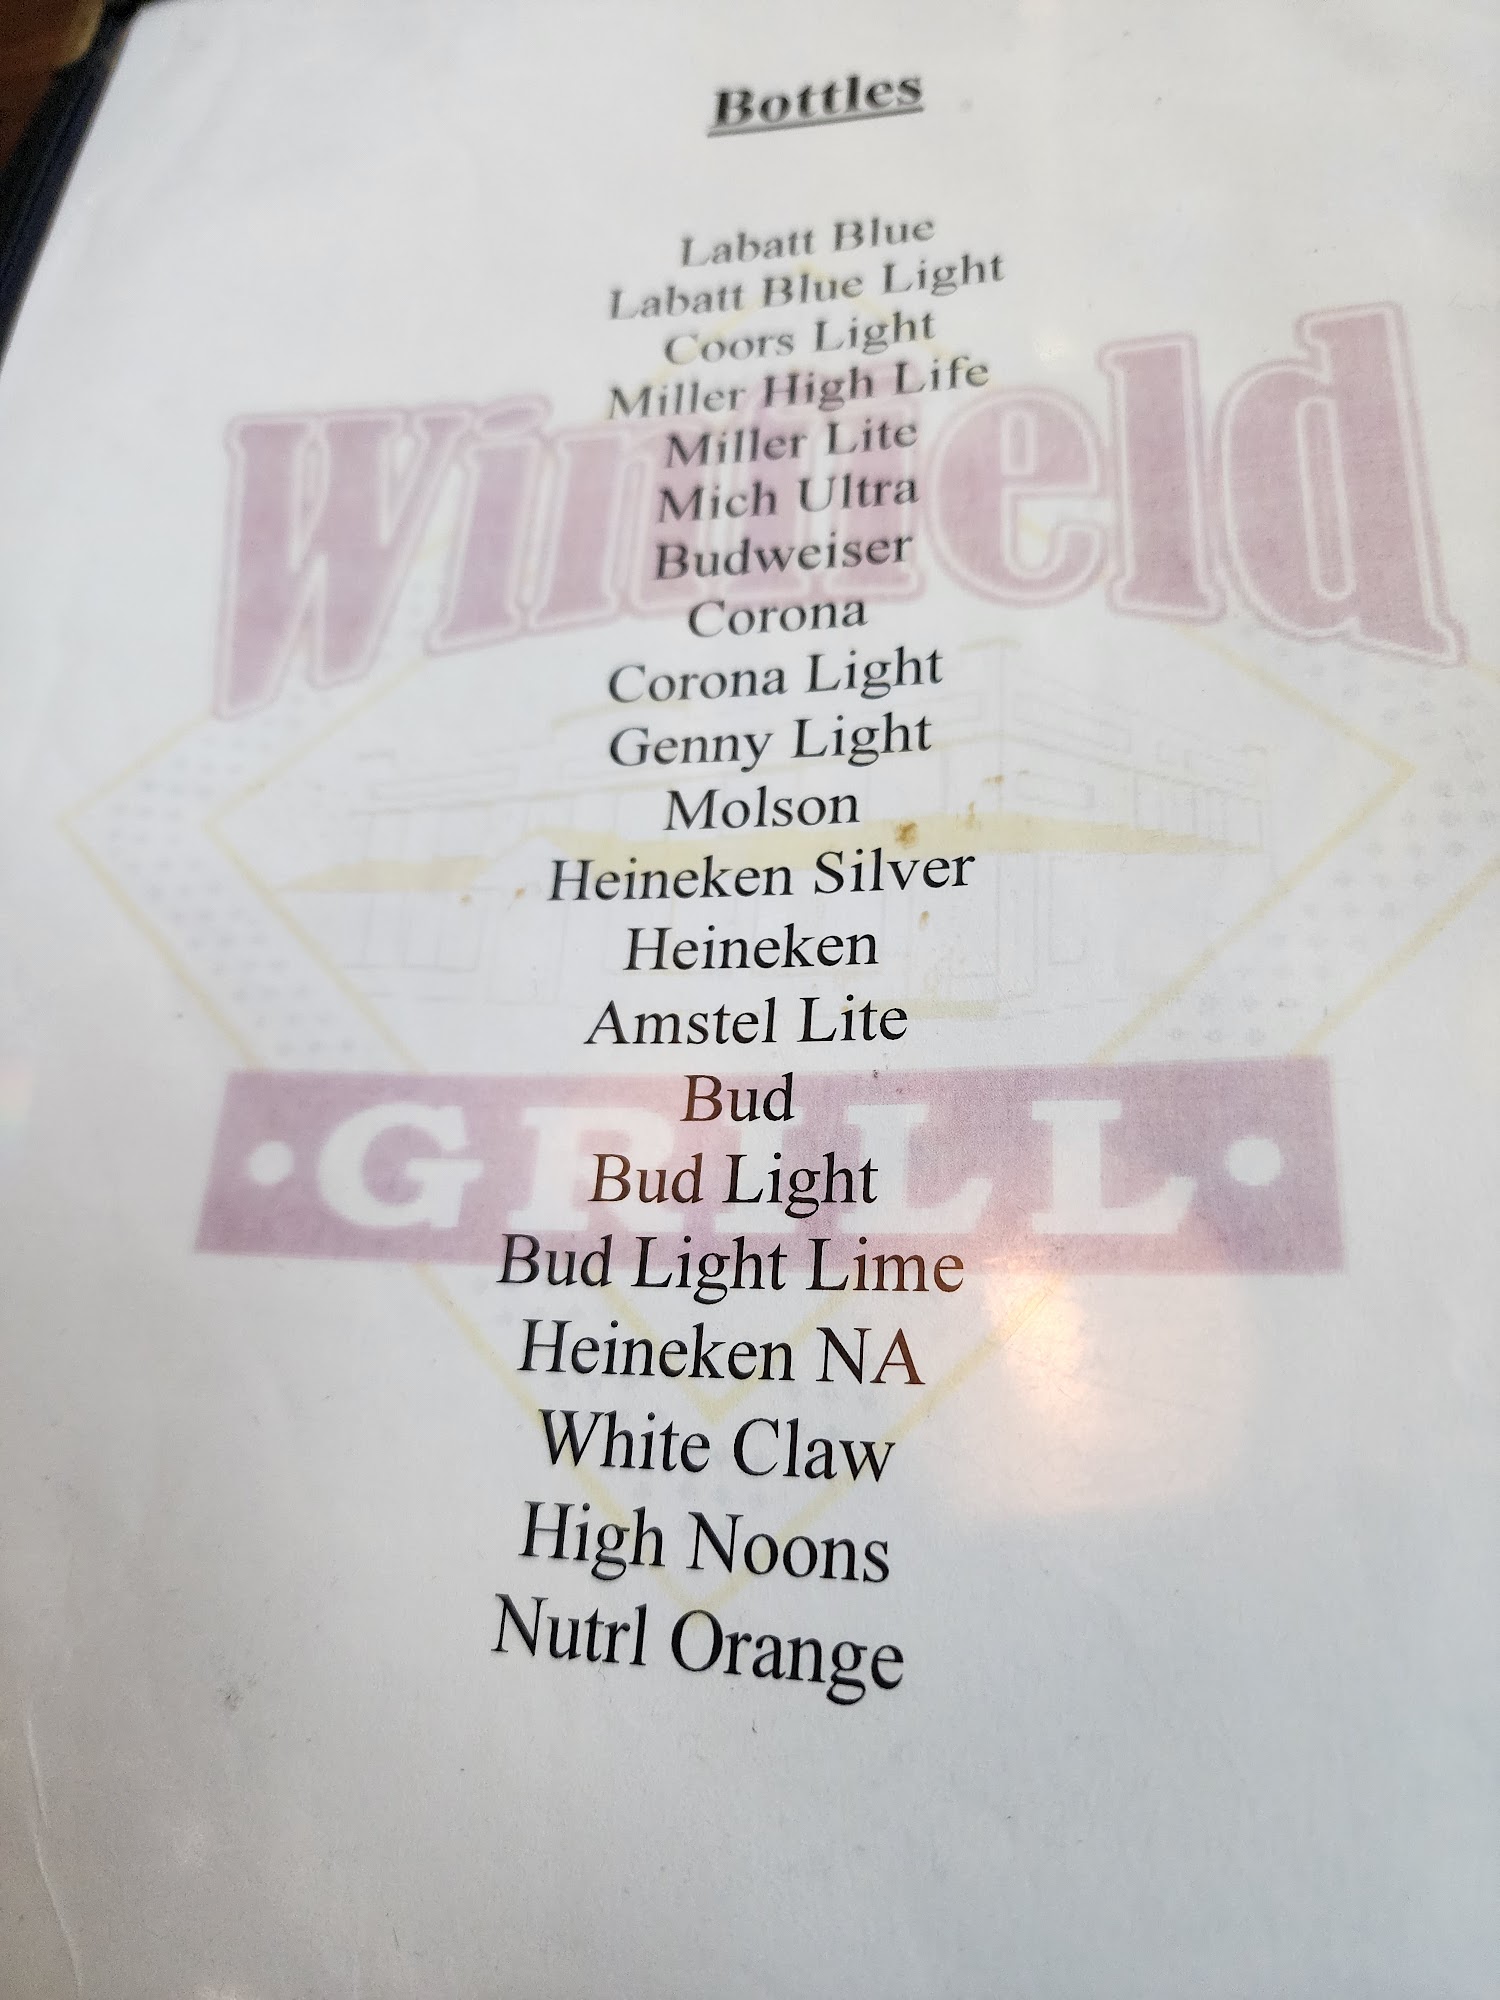 Bottles
Labatt Blue
Labatt Blue Light
Coors Light
Miller High Life
Miller Lite
Mich Ultra
Budweiser
Corona
Corona Light
Genny Light
Molson
Heineken Silver
Heineken
Amstel Lite
Bud
Bud Light
Bud Light Lime
Heineken NA
White Claw
High Noons
Nutrl Orange
Winfield
• GRILL •